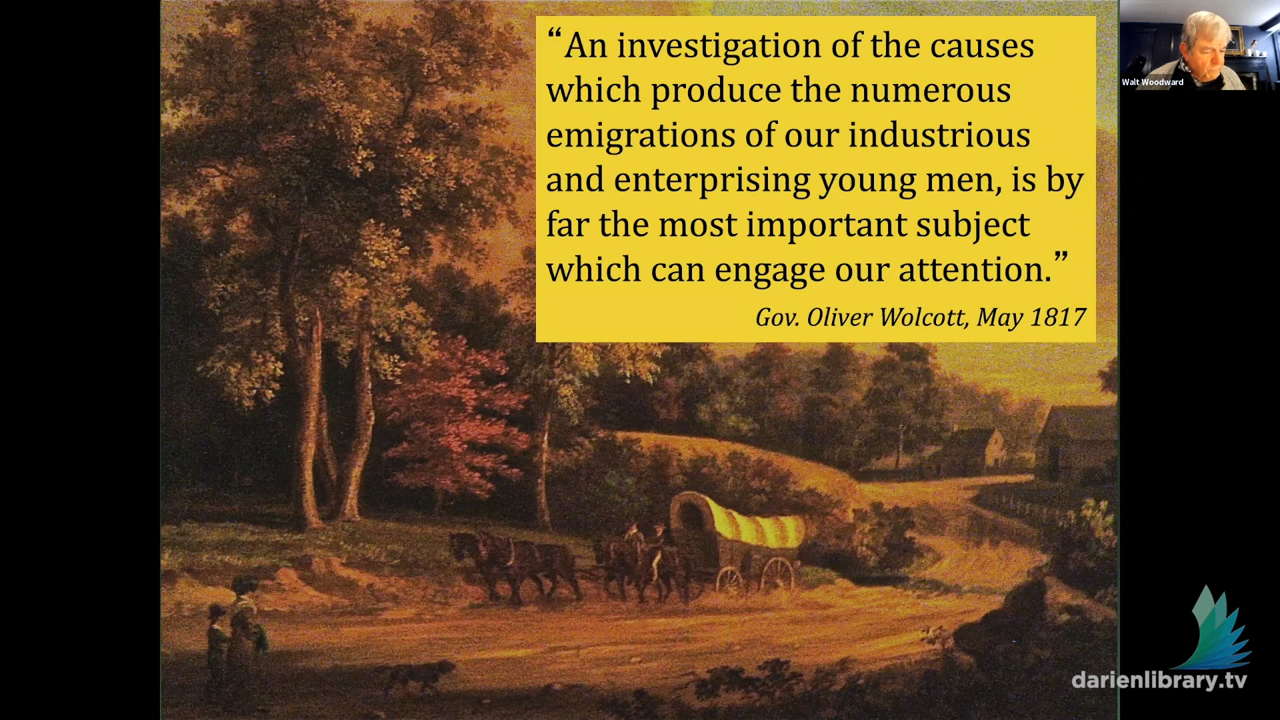 “An investigation of the causes
which produce the numerous
emigrations of our industrious
and enterprising young men, is by
far the most important subject
which can engage our attention.”
Gov. Oliver Wolcott, May 1817
Walt Woodward
darienlibrary.tv